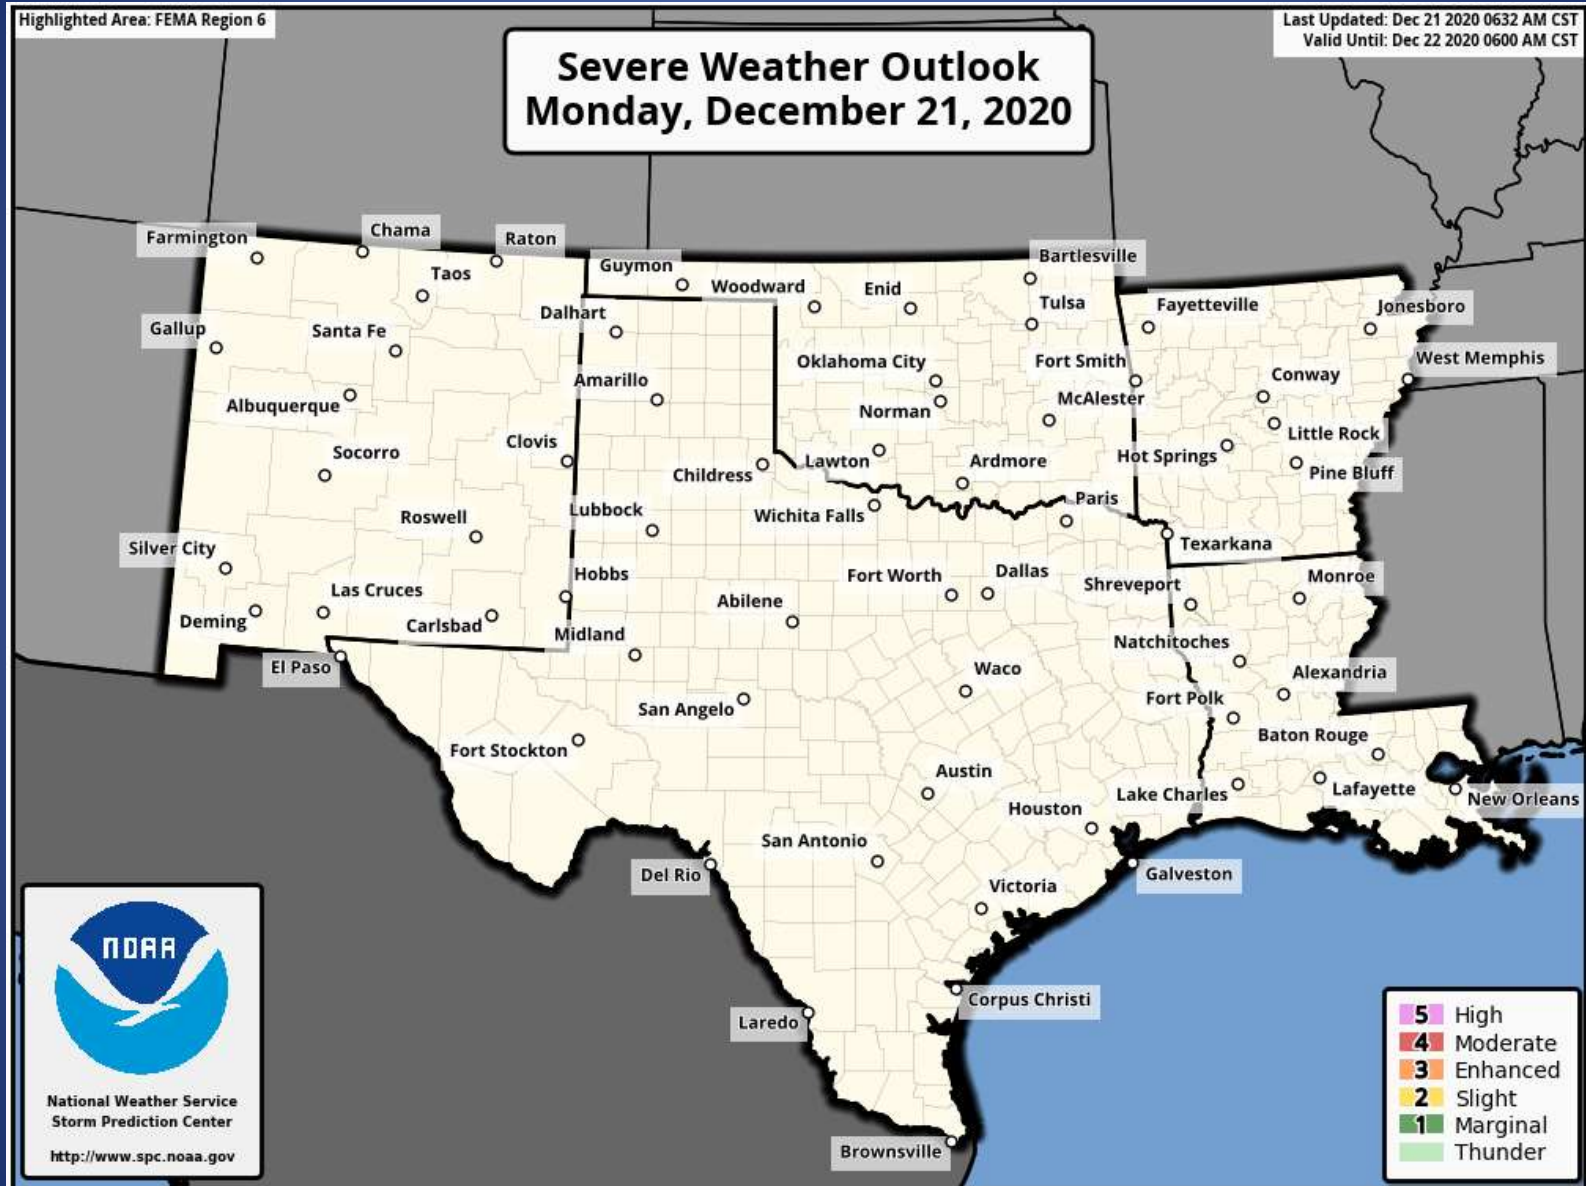 Highlighted Area: FEMA Region 6
Last Updated: Dec 21 2020 0632 AM CST
Valid Until: Dec 22 2020 0600 AM CST
Severe Weather Outlook
Monday, December 21, 2020
Farmington
Chama
Raton
Taos
Guymon
Woodward
Enid
Bartlesville
Tulsa
Fayetteville
Jonesboro
Gallup
Santa Fe
Dalhart
Oklahoma City
Fort Smith
West Memphis
Albuquerque
Amarillo
Norman
McAlester
Conway
Little Rock
Socorro
Clovis
Childress
Lawton
Ardmore
Hot Springs
Pine Bluff
Roswell
Lubbock
Wichita Falls
Paris
Texarkana
Silver City
Las Cruces
Hobbs
Fort Worth
Dallas
Shreveport
Monroe
Deming
Carlsbad
Midland
Abilene
Natchitoches
El Paso
San Angelo
Waco
Alexandria
Fort Polk
Fort Stockton
Baton Rouge
Austin
Houston
Lake Charles
Lafayette
New Orleans
San Antonio
Del Rio
Victoria
Galveston
Corpus Christi
Laredo
Brownsville
NOAA
National Weather Service
Storm Prediction Center
http://www.spc.noaa.gov
5 High
4 Moderate
3 Enhanced
2 Slight
1 Marginal
Thunder